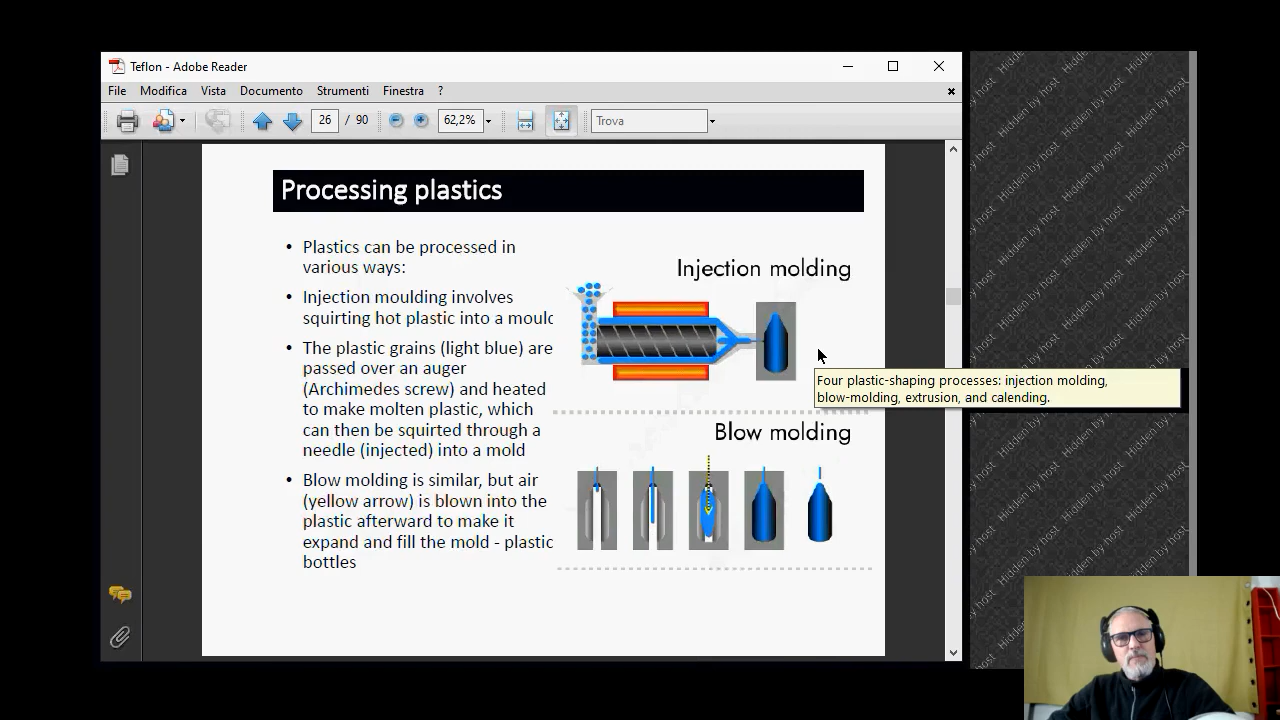 Teflon - Adobe Reader
File Modifica Vista Documento Strumenti Finestra ?
26 / 90 62,2% Trova
Processing plastics
• Plastics can be processed in
various ways:
• Injection moulding involves
squirting hot plastic into a mould
• The plastic grains (light blue) are
passed over an auger
(Archimedes screw) and heated
to make molten plastic, which
can then be squirted through a
needle (injected) into a mold
• Blow molding is similar, but air
(yellow arrow) is blown into the
plastic afterward to make it
expand and fill the mold - plastic
bottles
Injection molding
Four plastic-shaping processes: injection molding,
blow-molding, extrusion, and calending.
Blow molding
Hidden by host